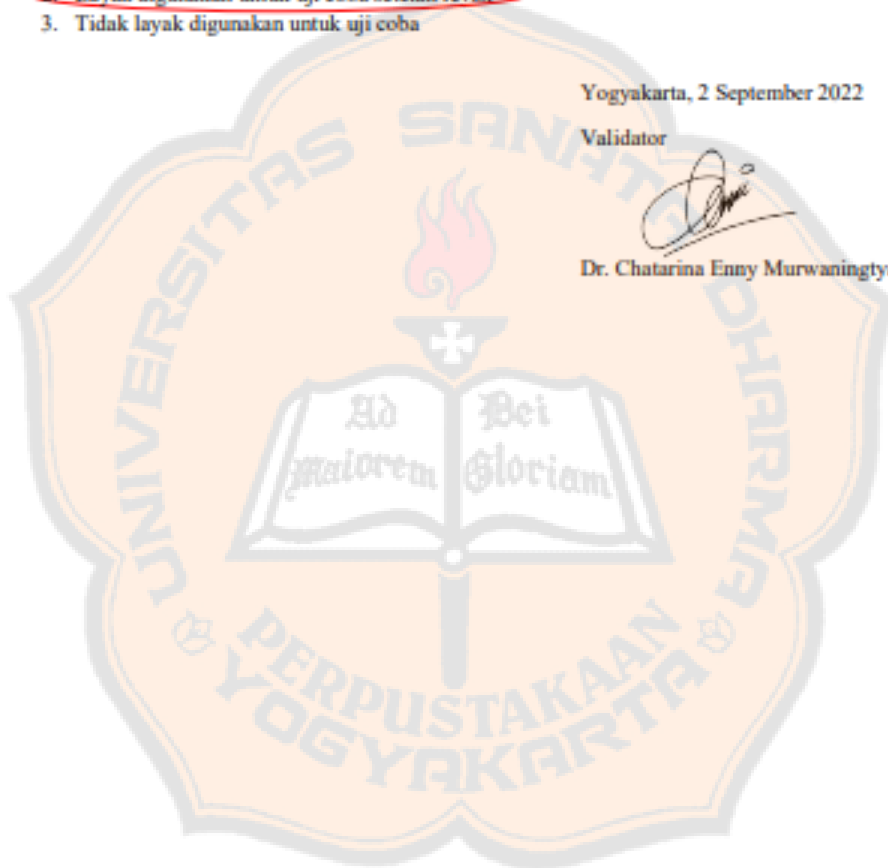 3. Tidak layak digunakan untuk uji coba
Yogyakarta, 2 September 2022
Validator
Dr. Chatarina Enny Murwaningty
UNIVERSITAS SANATA DHARMA
Ad Maiorem
Dei Gloriam
PERPUSTAKAAN
YOGYAKARTA